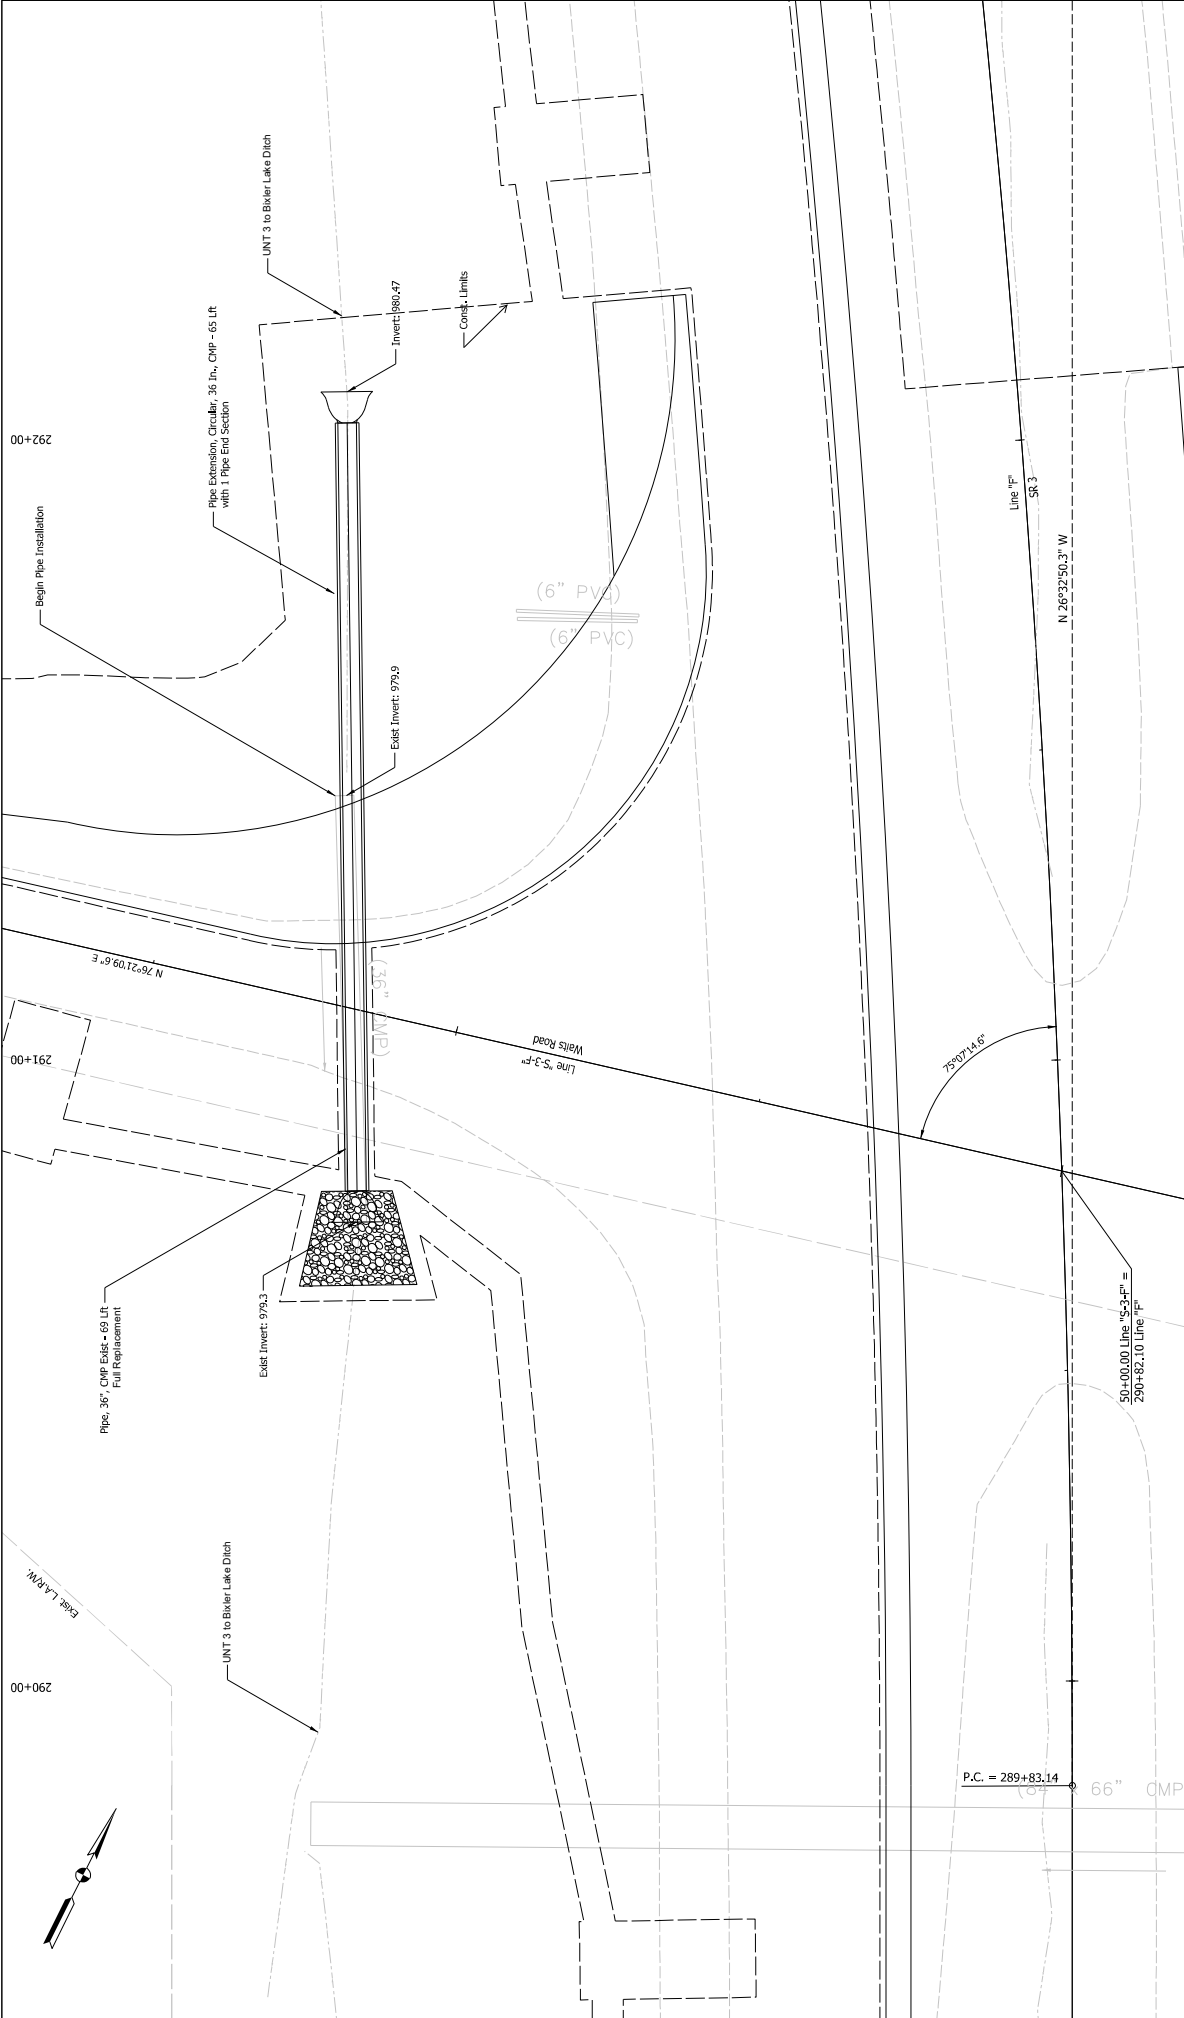 UNT 3 to Bixler Lake Ditch
Invert: 980.47
Const. Limits
Pipe Extension, Circular, 36 In., CMP - 65 Lft
with 1 Pipe End Section
292+00
Begin Pipe Installation
Line "F"
SR 3
N 26°32'50.3" W
(6" PVC)
(6" PVC)
Exist Invert: 979.9
N 76°21'09.6" E
(36" CMP)
291+00
Waits Road
Line "S-3-F"
75°07'14.6"
Pipe, 36", CMP Exist - 69 Lft
Full Replacement
Exist Invert: 979.3
50+00.00 Line "S-3-F" =
290+82.10 Line "F"
Exist. L.A.R/W.
UNT 3 to Bixler Lake Ditch
290+00
P.C. = 289+83.14
(84" x 66" CMP